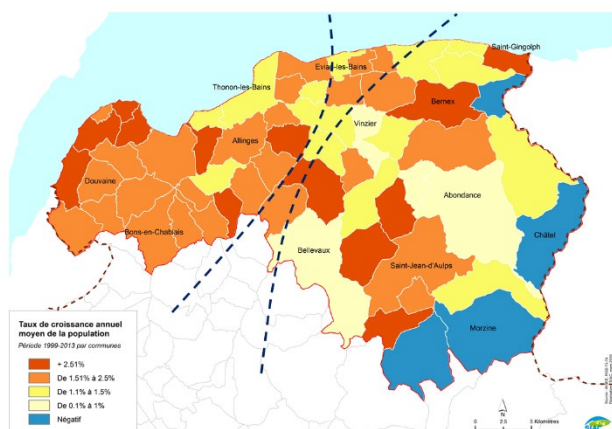 Saint-Gingolph
Evian-les-Bains
Thonon-les-Bains
Bernex
Vinzier
Allinges
Douvaine
Abondance
Châtel
Bons-en-Chablais
Bellevaux
Saint-Jean-d'Aulps
Morzine
Taux de croissance annuel
moyen de la population
Période 1999-2013 par communes
+ 2.51%
De 1.51% à 2.5%
De 1.1% à 1.5%
De 0.1% à 1%
Négatif
N
0 2.5 5 Kilomètres